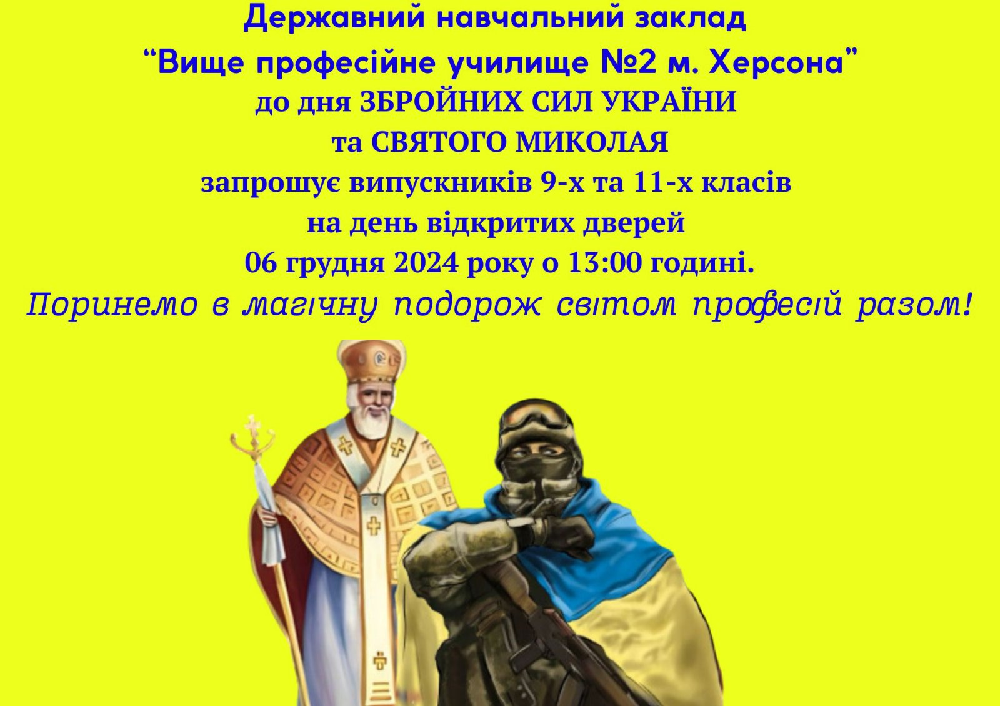 Державний навчальний заклад
“Вище професійне училище №2 м. Херсона”
до дня ЗБРОЙНИХ СИЛ УКРАЇНИ
та СВЯТОГО МИКОЛАЯ
запрошує випускників 9-х та 11-х класів
на день відкритих дверей
06 грудня 2024 року о 13:00 годині.
Поринемо в магічну подорож світом професій разом!